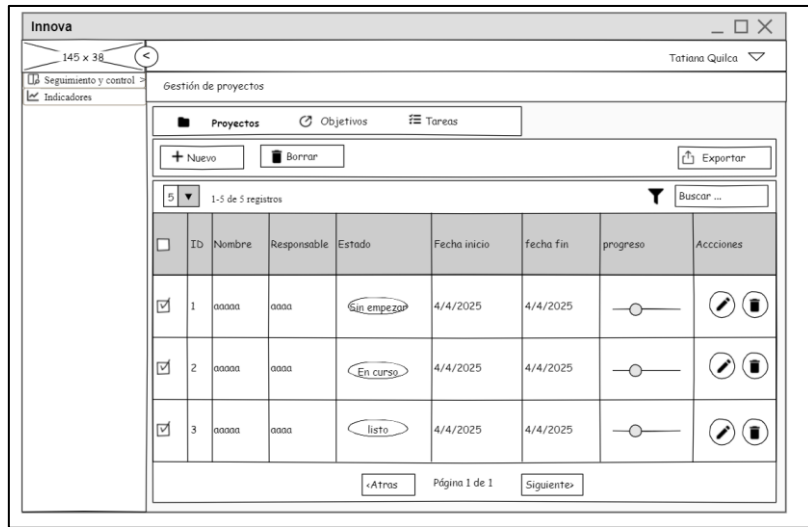 Innova
145 x 38
<
Tatiana Quilca
Seguimiento y control >
Indicadores
Gestión de proyectos
Proyectos Objetivos Tareas
+ Nuevo Borrar Exportar
5 1-5 de 5 registros Buscar ...
ID Nombre Responsable Estado Fecha inicio fecha fin progreso Accciones
1 aaaaa aaaa Sin empezar 4/4/2025 4/4/2025
2 aaaaa aaaa En curso 4/4/2025 4/4/2025
3 aaaaa aaaa listo 4/4/2025 4/4/2025
<Atras Página 1 de 1 Siguiente>